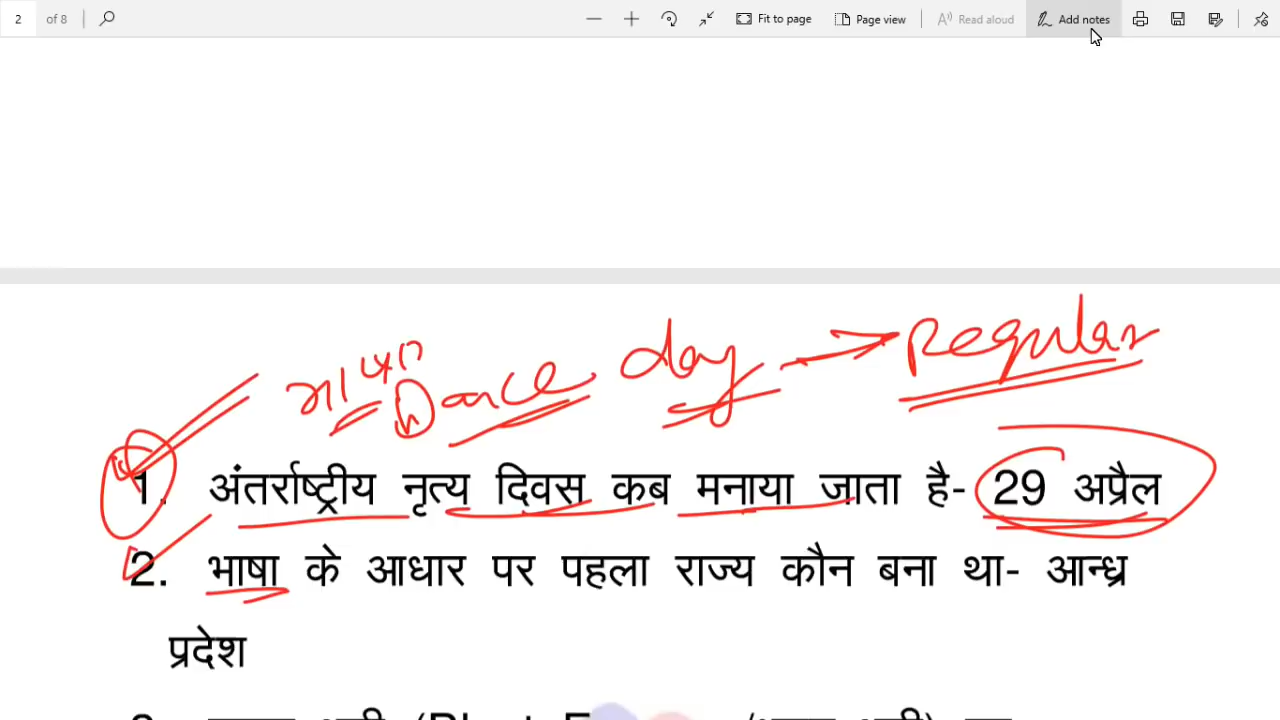 2 of 8 Fit to page Page view Read aloud Add notes
Dance day → Regular
1. अंतर्राष्ट्रीय नृत्य दिवस कब मनाया जाता है- 29 अप्रैल
2. भाषा के आधार पर पहला राज्य कौन बना था- आन्ध्र
प्रदेश